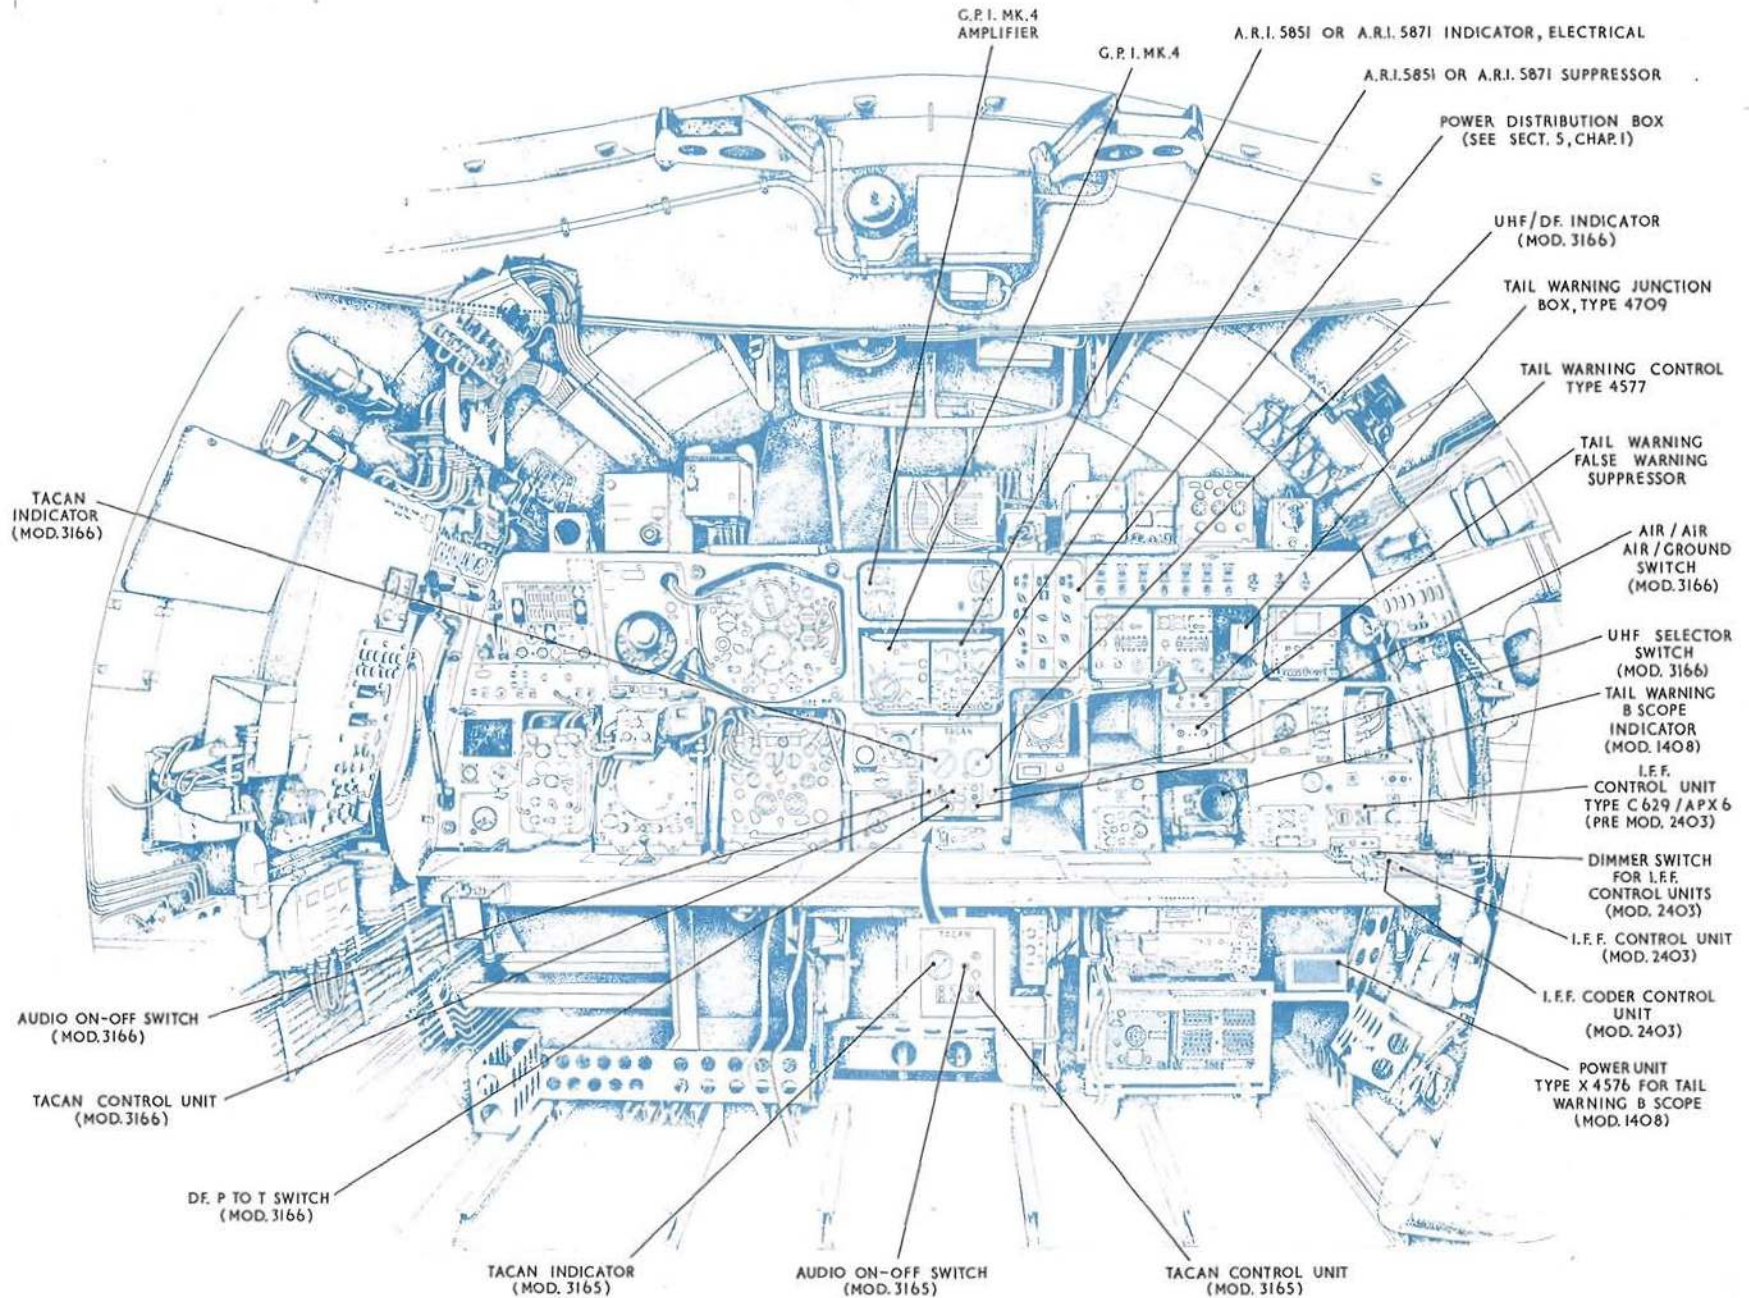 G.P.I. MK.4
AMPLIFIER
G.P.I. MK.4
A.R.I. 5851 OR A.R.I. 5871 INDICATOR, ELECTRICAL
A.R.I.5851 OR A.R.I. 5871 SUPPRESSOR
POWER DISTRIBUTION BOX
(SEE SECT. 5, CHAP. 1)
UHF/DF. INDICATOR
(MOD. 3166)
TAIL WARNING JUNCTION
BOX, TYPE 4709
TAIL WARNING CONTROL
TYPE 4577
TAIL WARNING
FALSE WARNING
SUPPRESSOR
AIR / AIR
AIR / GROUND
SWITCH
(MOD. 3166)
UHF SELECTOR
SWITCH
(MOD. 3166)
TAIL WARNING
B SCOPE
INDICATOR
(MOD. 1408)
I.F.F.
CONTROL UNIT
TYPE C629 / APX 6
(PRE MOD. 2403)
DIMMER SWITCH
FOR I.F.F.
CONTROL UNITS
(MOD. 2403)
I.F.F. CONTROL UNIT
(MOD. 2403)
I.F.F. CODER CONTROL
UNIT
(MOD. 2403)
POWER UNIT
TYPE X 4576 FOR TAIL
WARNING B SCOPE
(MOD. 1408)
TACAN
INDICATOR
(MOD. 3166)
TACAN
TACAN
AUDIO ON-OFF SWITCH
(MOD. 3166)
TACAN CONTROL UNIT
(MOD. 3166)
DF. P TO T SWITCH
(MOD. 3166)
TACAN INDICATOR
(MOD. 3165)
AUDIO ON-OFF SWITCH
(MOD. 3165)
TACAN CONTROL UNIT
(MOD. 3165)